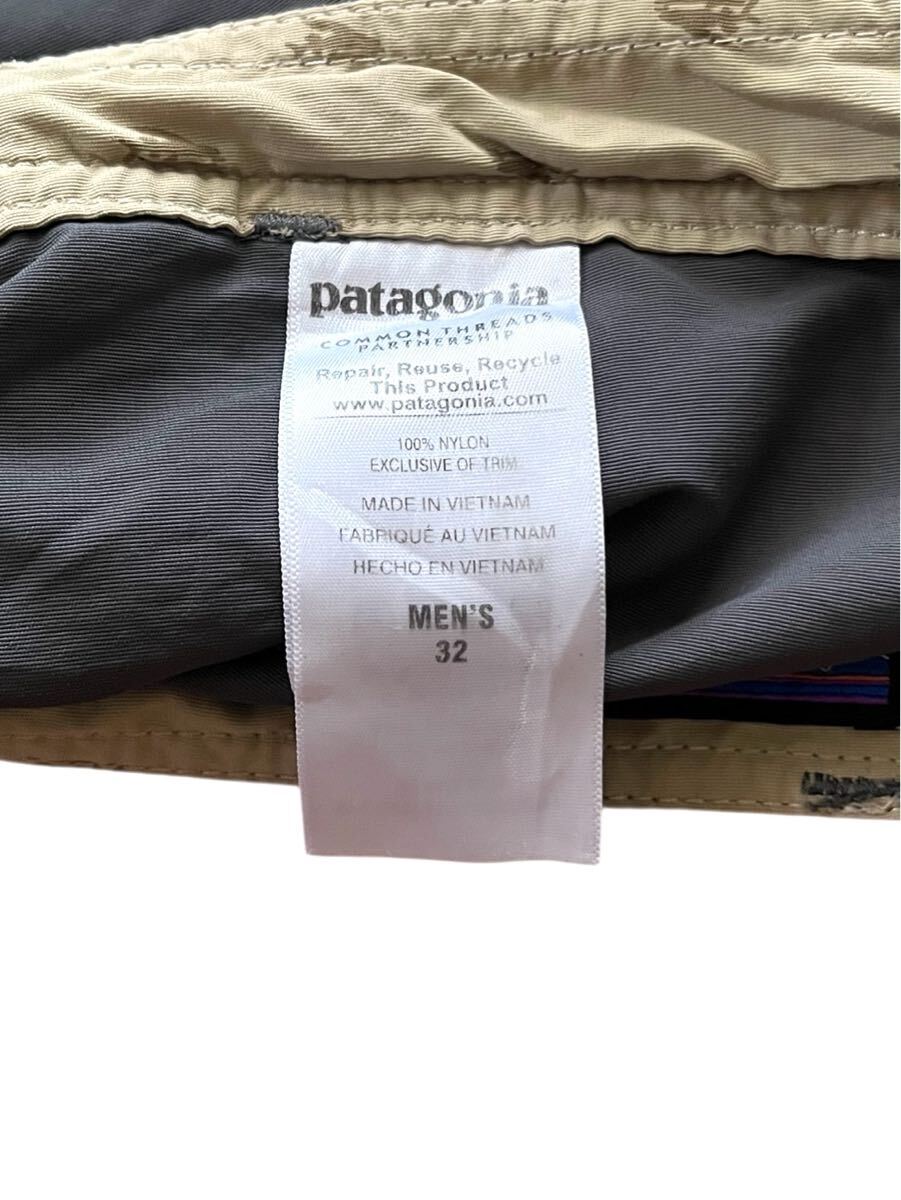 patagonia
COMMON THREADS
PARTNERSHIP
Repair, Reuse, Recycle
This Product
www.patagonia.com
100% NYLON
EXCLUSIVE OF TRIM
MADE IN VIETNAM
FABRIQUÉ AU VIETNAM
HECHO EN VIETNAM
MEN'S
32